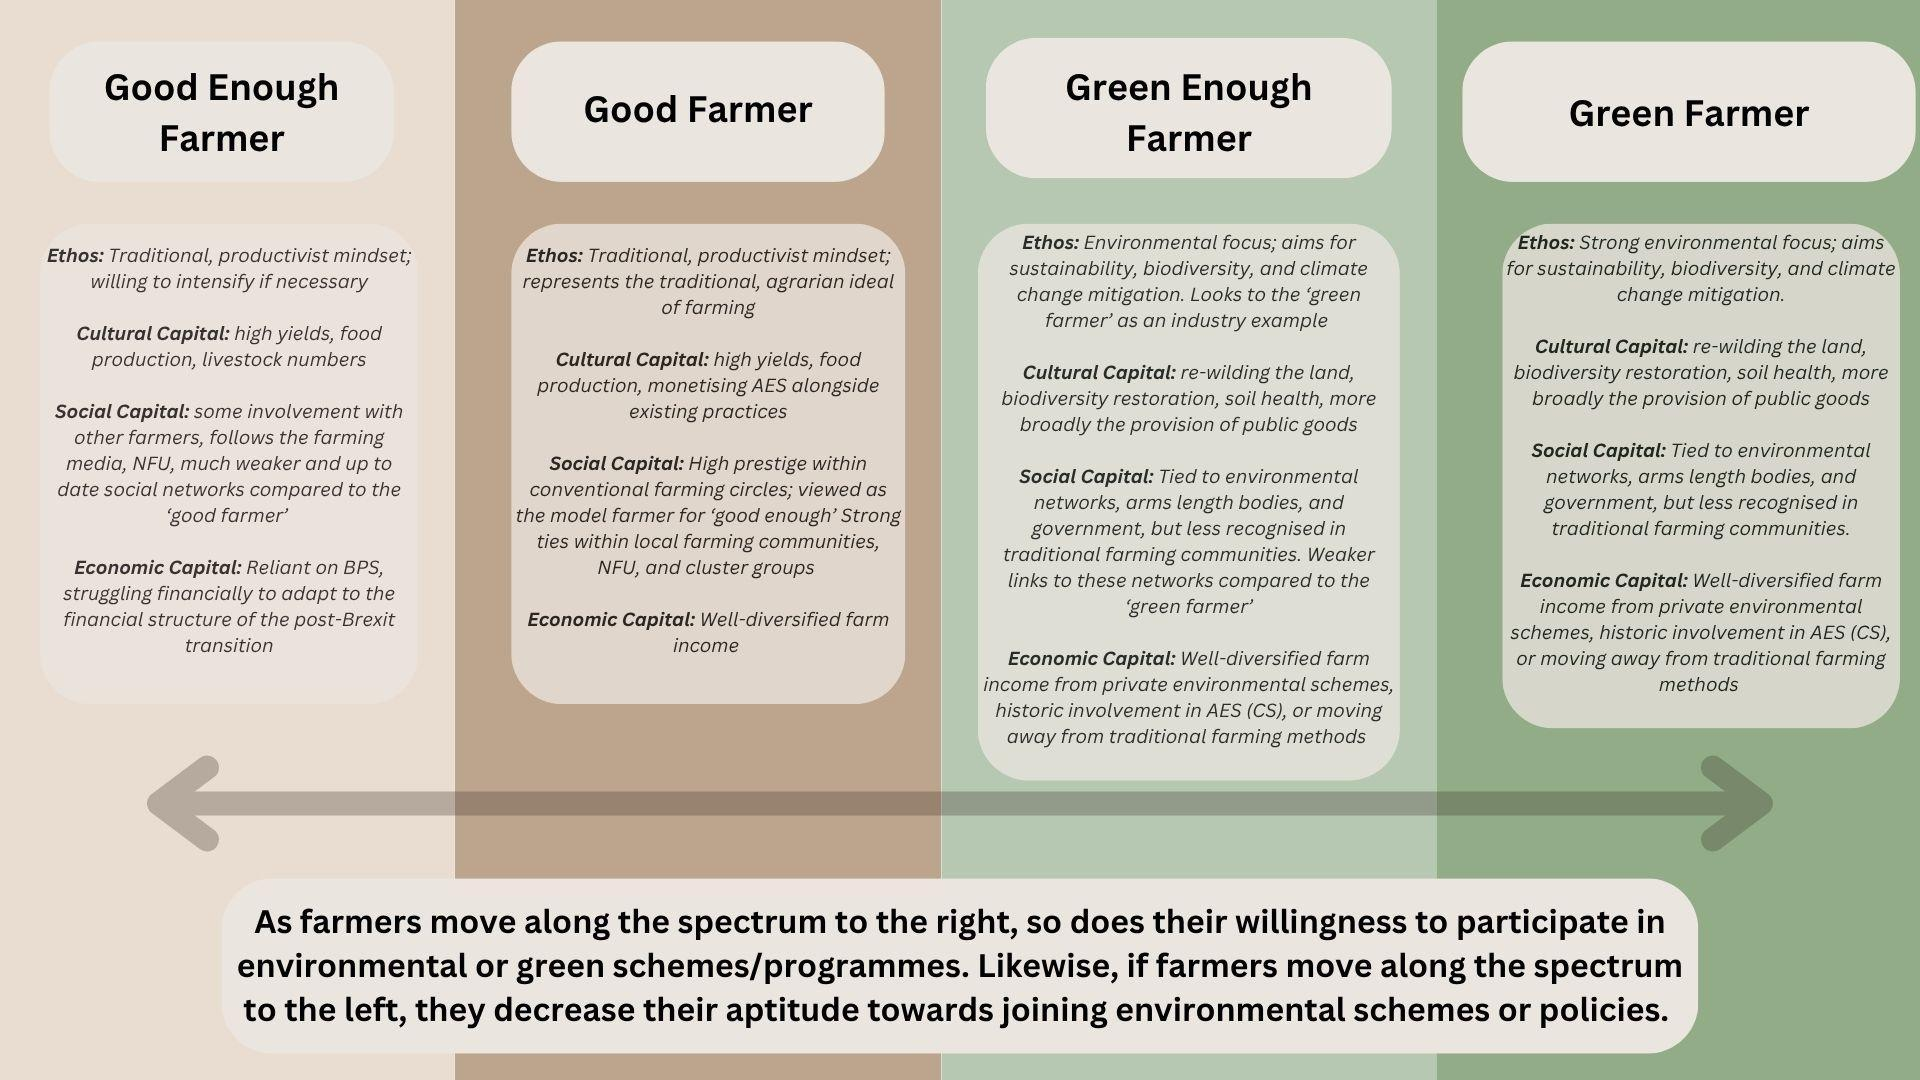 Good Enough
Farmer
Ethos: Traditional, productivist mindset;
willing to intensify if necessary
Cultural Capital: high yields, food
production, livestock numbers
Social Capital: some involvement with
other farmers, follows the farming
media, NFU, much weaker and up to
date social networks compared to the
‘good farmer’
Economic Capital: Reliant on BPS,
struggling financially to adapt to the
financial structure of the post-Brexit
transition
Good Farmer
Ethos: Traditional, productivist mindset;
represents the traditional, agrarian ideal
of farming
Cultural Capital: high yields, food
production, monetising AES alongside
existing practices
Social Capital: High prestige within
conventional farming circles; viewed as
the model farmer for ‘good enough’ Strong
ties within local farming communities,
NFU, and cluster groups
Economic Capital: Well-diversified farm
income
Green Enough
Farmer
Ethos: Environmental focus; aims for
sustainability, biodiversity, and climate
change mitigation. Looks to the ‘green
farmer’ as an industry example
Cultural Capital: re-wilding the land,
biodiversity restoration, soil health, more
broadly the provision of public goods
Social Capital: Tied to environmental
networks, arms length bodies, and
government, but less recognised in
traditional farming communities. Weaker
links to these networks compared to the
‘green farmer’
Economic Capital: Well-diversified farm
income from private environmental schemes,
historic involvement in AES (CS), or moving
away from traditional farming methods
Green Farmer
Ethos: Strong environmental focus; aims
for sustainability, biodiversity, and climate
change mitigation.
Cultural Capital: re-wilding the land,
biodiversity restoration, soil health, more
broadly the provision of public goods
Social Capital: Tied to environmental
networks, arms length bodies, and
government, but less recognised in
traditional farming communities.
Economic Capital: Well-diversified farm
income from private environmental
schemes, historic involvement in AES (CS),
or moving away from traditional farming
methods
As farmers move along the spectrum to the right, so does their willingness to participate in
environmental or green schemes/programmes. Likewise, if farmers move along the spectrum
to the left, they decrease their aptitude towards joining environmental schemes or policies.